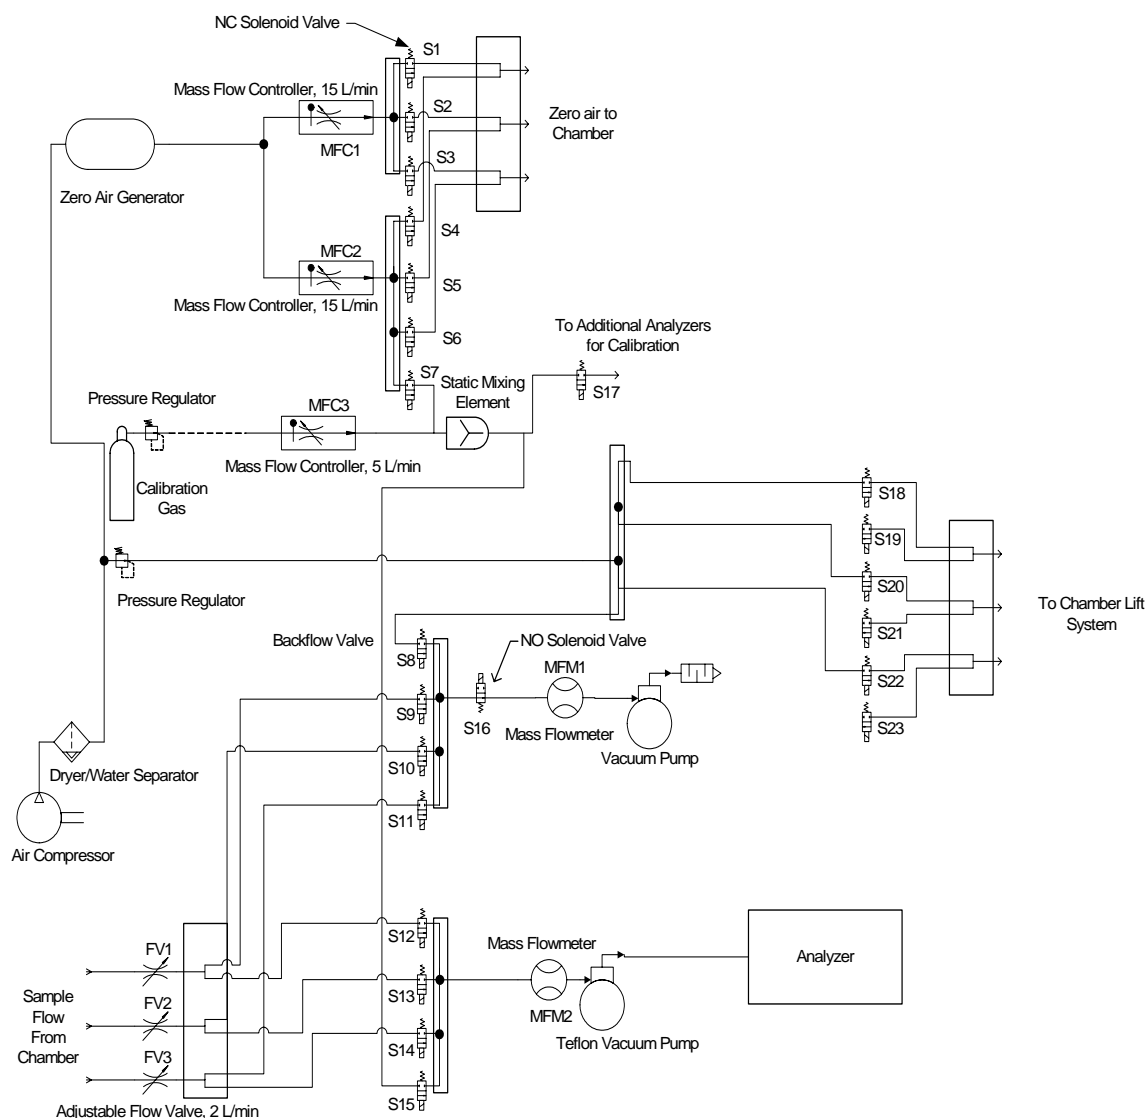 NC Solenoid Valve
S1
Mass Flow Controller, 15 L/min
S2
Zero air to
Chamber
MFC1
S3
Zero Air Generator
S4
MFC2
S5
Mass Flow Controller, 15 L/min
S6
To Additional Analyzers
for Calibration
S7
Static Mixing
Element
S17
Pressure Regulator
MFC3
Mass Flow Controller, 5 L/min
Calibration
Gas
S18
S19
S20
Pressure Regulator
To Chamber Lift
System
S21
Backflow Valve
NO Solenoid Valve
S8
MFM1
S22
S9
S16
Mass Flowmeter
S23
Vacuum Pump
S10
Dryer/Water Separator
S11
Air Compressor
S12
Mass Flowmeter
FV1
Analyzer
S13
Sample
Flow
From
Chamber
FV2
MFM2
S14
Teflon Vacuum Pump
FV3
S15
Adjustable Flow Valve, 2 L/min